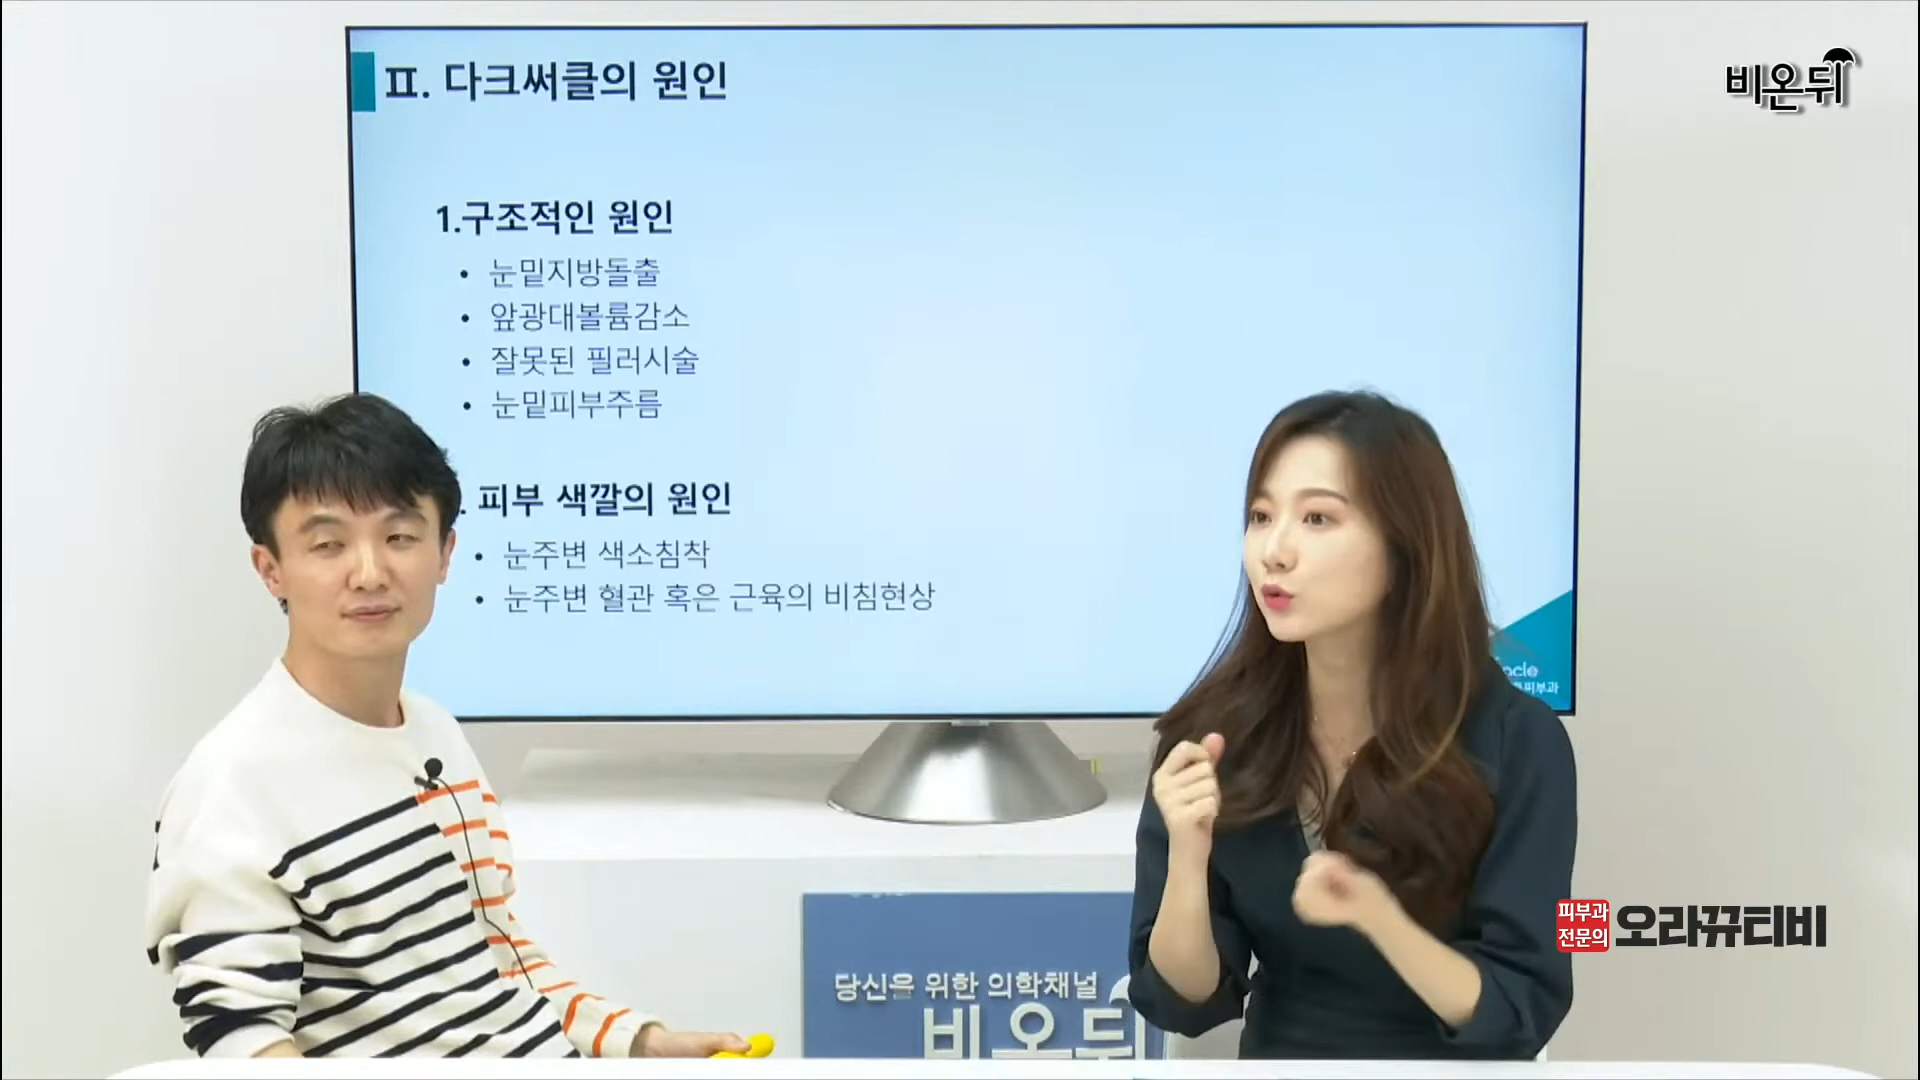 Ⅱ. 다크써클의 원인
비온뒤
1.구조적인 원인
• 눈밑지방돌출
• 앞광대볼륨감소
• 잘못된 필러시술
• 눈밑피부주름
. 피부 색깔의 원인
• 눈주변 색소침착
• 눈주변 혈관 혹은 근육의 비침현상
피부과
전문의
오라뀨티비
당신을 위한 의학채널
비온뒤